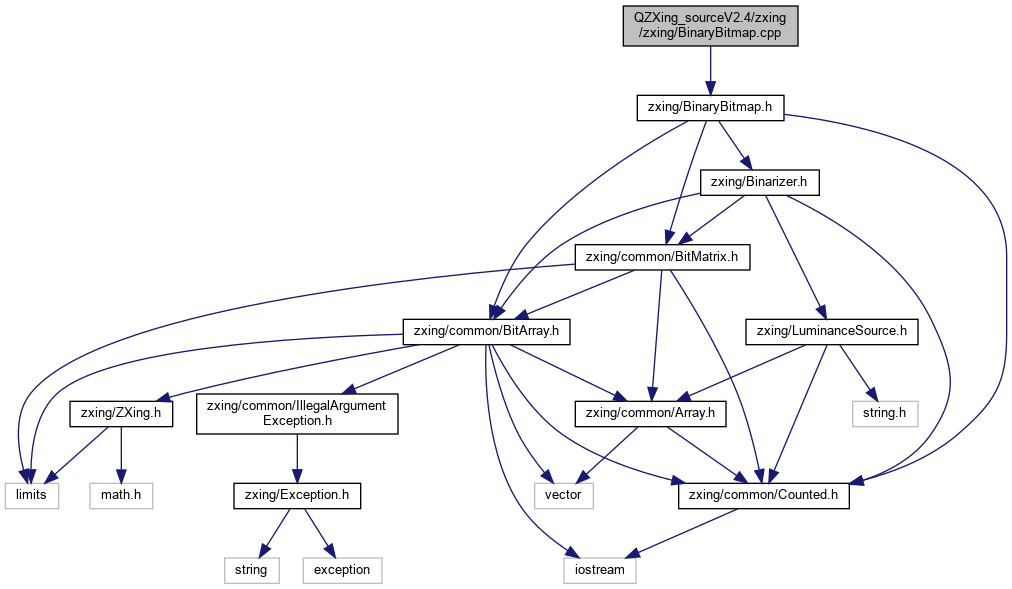 QZXing_sourceV2.4/zxing
/zxing/BinaryBitmap.cpp
zxing/BinaryBitmap.h
zxing/Binarizer.h
zxing/common/BitMatrix.h
zxing/common/BitArray.h
zxing/LuminanceSource.h
zxing/ZXing.h
zxing/common/IllegalArgument
Exception.h
zxing/common/Array.h
string.h
limits
math.h
zxing/Exception.h
vector
zxing/common/Counted.h
string
exception
iostream